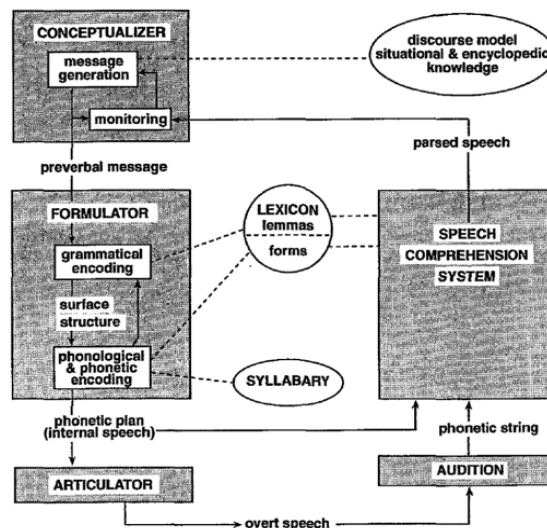 CONCEPTUALIZER
message
generation
monitoring
discourse model
situational & encyclopedic
knowledge
parsed speech
preverbal message
FORMULATOR
grammatical
encoding
surface
structure
phonological
& phonetic
encoding
LEXICON
lemmas
forms
SYLLABARY
SPEECH
COMPREHENSION
SYSTEM
phonetic plan
(internal speech)
phonetic string
ARTICULATOR
AUDITION
overt speech